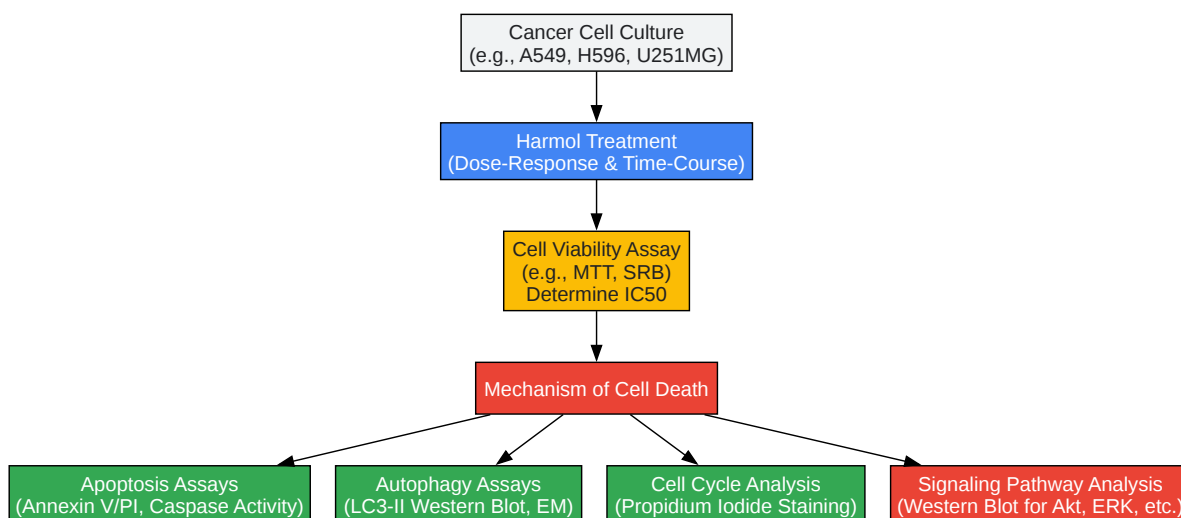 Cancer Cell Culture
(e.g., A549, H596, U251MG)
Harmol Treatment
(Dose-Response & Time-Course)
Cell Viability Assay
(e.g., MTT, SRB)
Determine IC50
Mechanism of Cell Death
Apoptosis Assays
(Annexin V/PI, Caspase Activity)
Autophagy Assays
(LC3-II Western Blot, EM)
Cell Cycle Analysis
(Propidium Iodide Staining)
Signaling Pathway Analysis
(Western Blot for Akt, ERK, etc.)